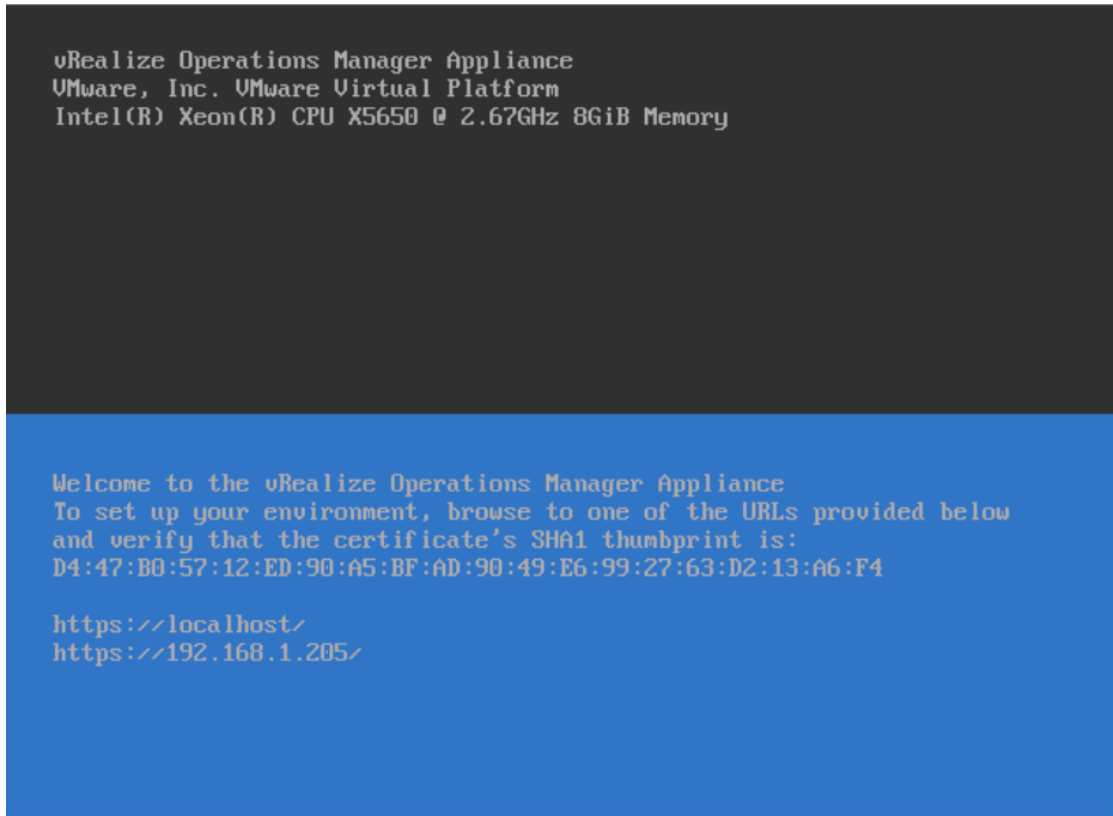 vRealize Operations Manager Appliance
VMware, Inc. VMware Virtual Platform
Intel(R) Xeon(R) CPU X5650 @ 2.67GHz 8GiB Memory
Welcome to the vRealize Operations Manager Appliance
To set up your environment, browse to one of the URLs provided below
and verify that the certificate's SHA1 thumbprint is:
D4:47:B0:57:12:ED:90:A5:BF:AD:90:49:E6:99:27:63:D2:13:A6:F4
https://localhost/
https://192.168.1.205/